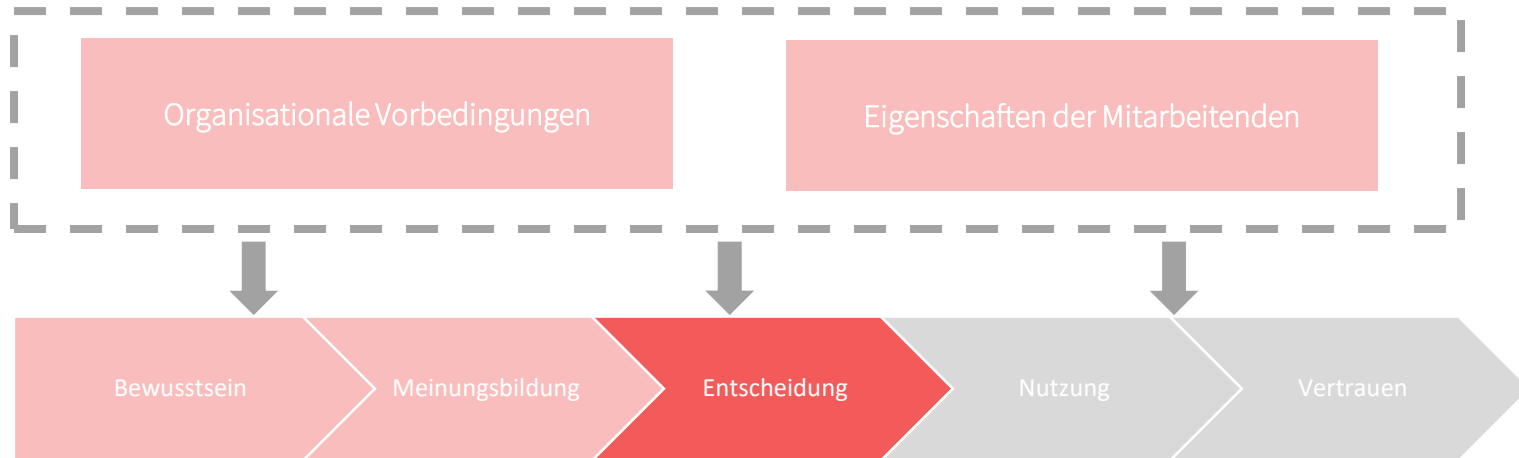 Organisationale Vorbedingungen
Eigenschaften der Mitarbeitenden
Bewusstsein
Meinungsbildung
Entscheidung
Nutzung
Vertrauen